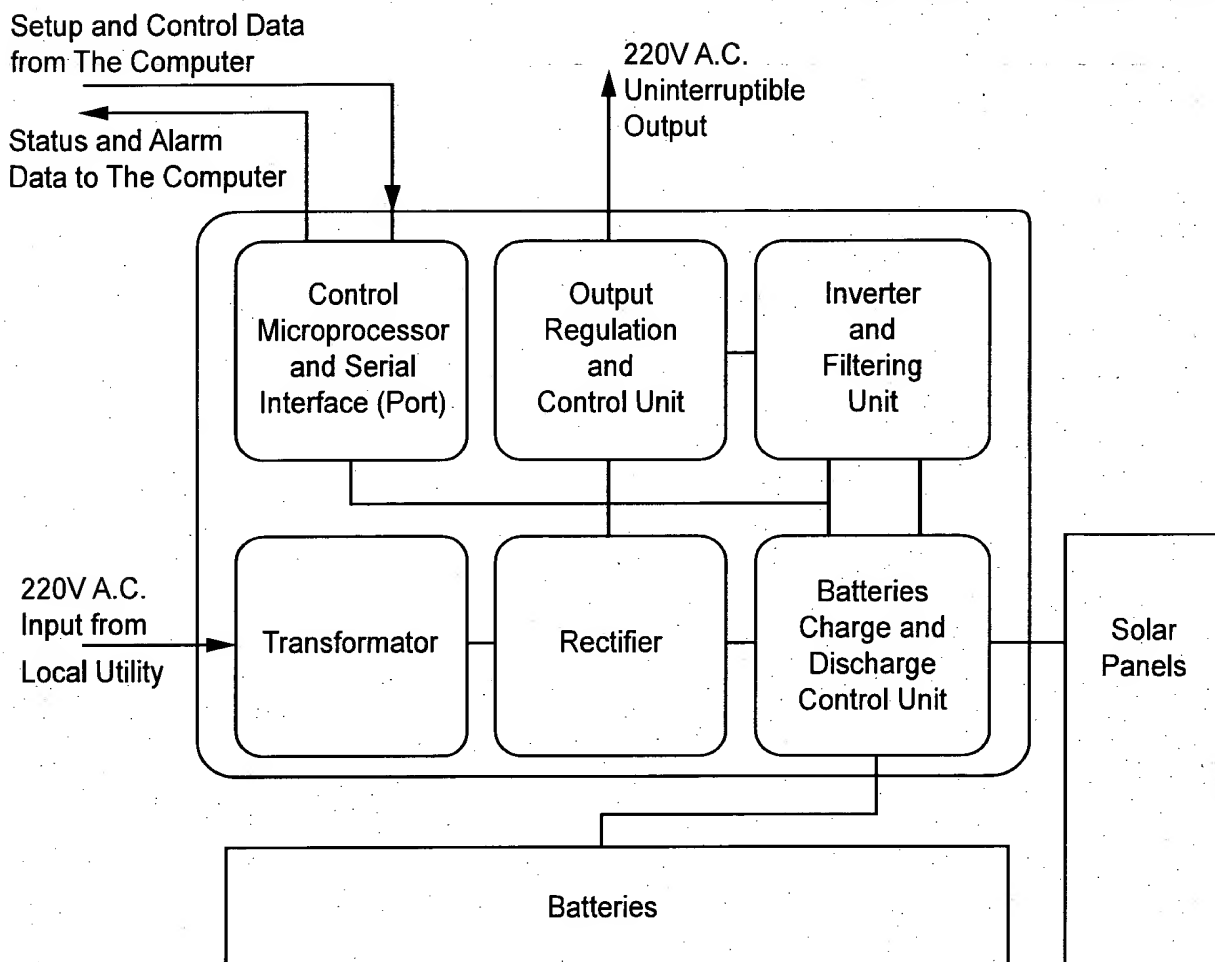 Setup and Control Data
from The Computer
Status and Alarm
Data to The Computer
220V A.C.
Uninterruptible
Output
Control
Microprocessor
and Serial
Interface (Port)
Output
Regulation
and
Control Unit
Inverter
and
Filtering
Unit
220V A.C.
Input from
Local Utility
Transformator
Rectifier
Batteries
Charge and
Discharge
Control Unit
Solar
Panels
Batteries